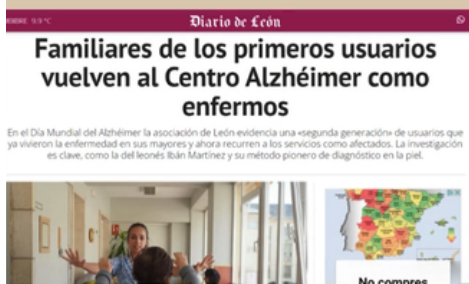 9.9 °C
Diario de León
Familiares de los primeros usuarios
vuelven al Centro Alzhéimer como
enfermos
En el Día Mundial del Alzhéimer la asociación de León evidencia una «segunda generación» de usuarios que
ya vivieron la enfermedad en sus mayores y ahora recurren a los servicios como afectados. La investigación
es clave, como la del leonés Ibán Martínez y su método pionero de diagnóstico en la piel.
No compres